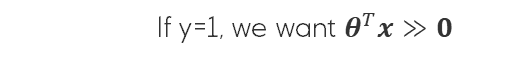 If y=1, we want θᵀx ≫ 0